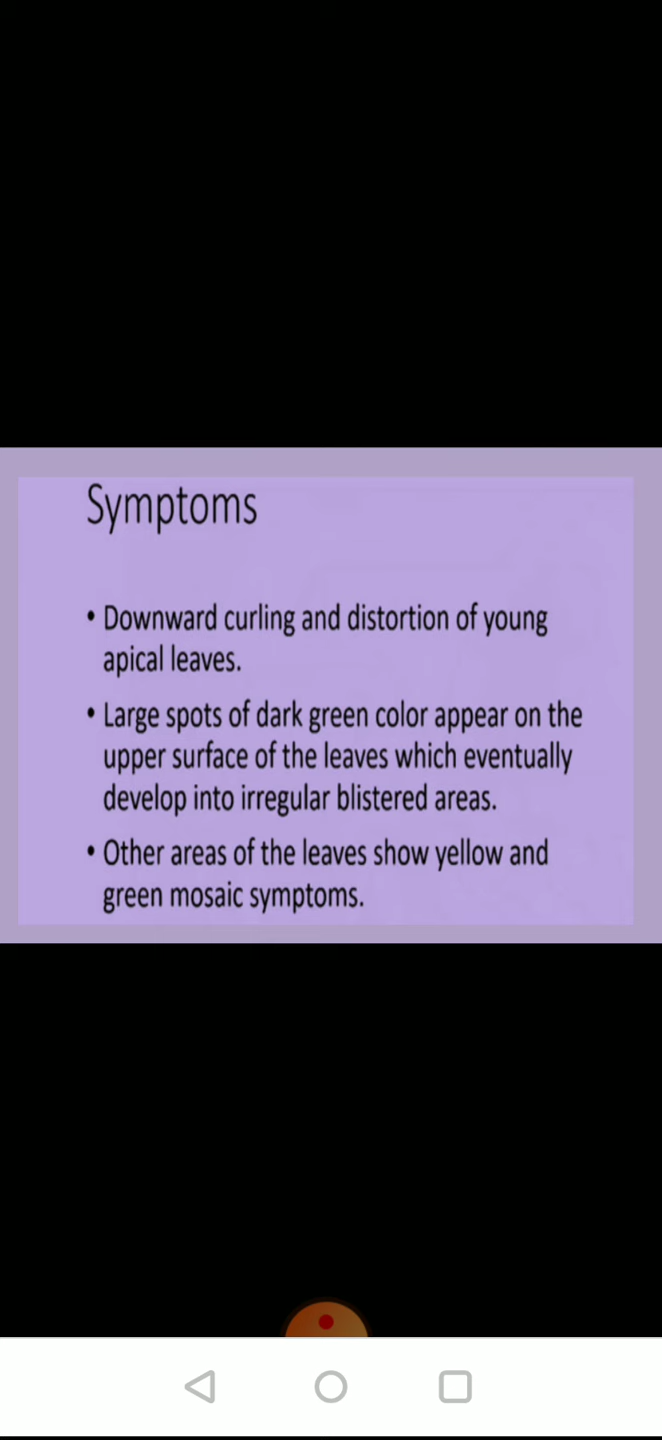 Symptoms
• Downward curling and distortion of young
apical leaves.
• Large spots of dark green color appear on the
upper surface of the leaves which eventually
develop into irregular blistered areas.
• Other areas of the leaves show yellow and
green mosaic symptoms.